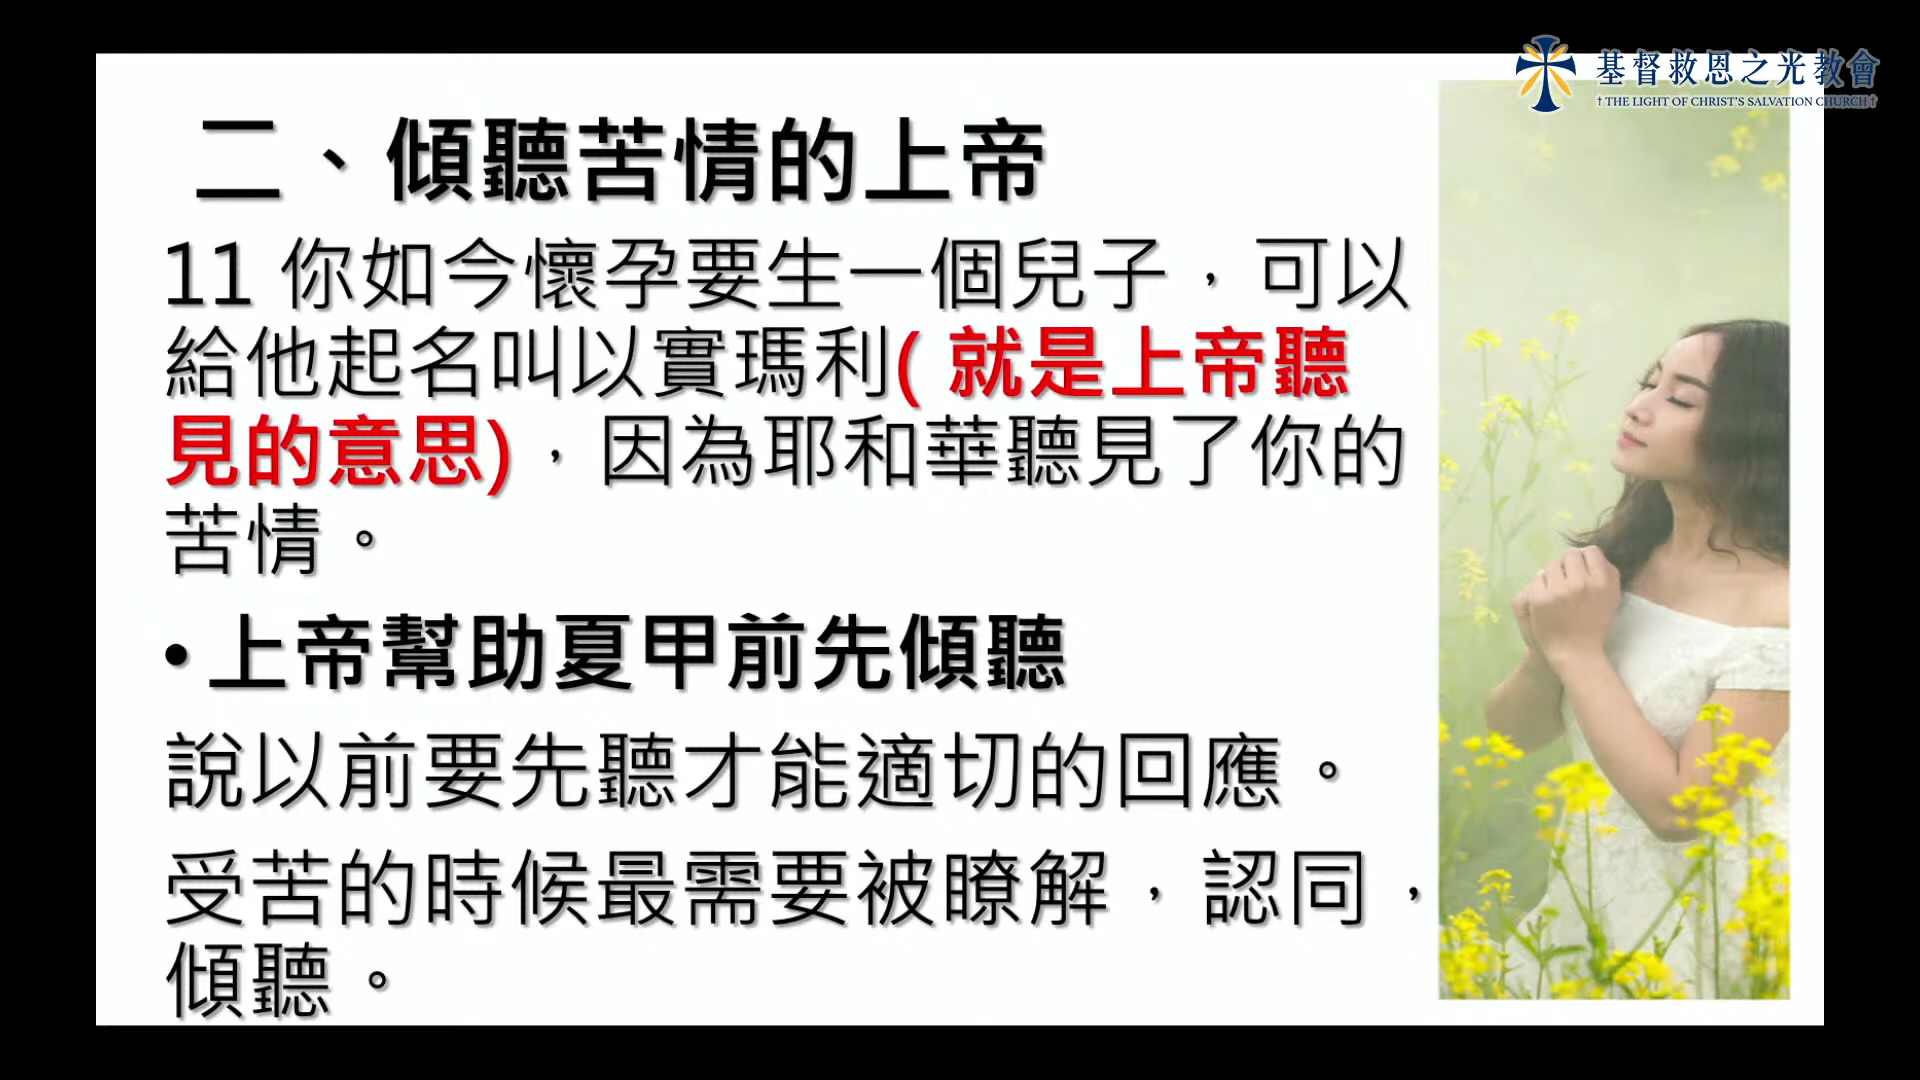 基督救恩之光教會
†THE LIGHT OF CHRIST'S SALVATION CHURCH†
二、傾聽苦情的上帝
11 你如今懷孕要生一個兒子，可以
給他起名叫以實瑪利( 就是上帝聽
見的意思)，因為耶和華聽見了你的
苦情。
•上帝幫助夏甲前先傾聽
說以前要先聽才能適切的回應。
受苦的時候最需要被瞭解，認同，
傾聽。